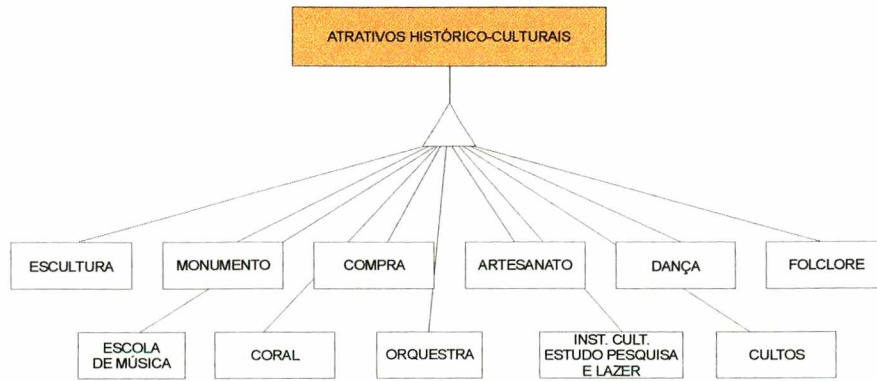 ATRATIVOS HISTÓRICO-CULTURAIS
ESCULTURA
MONUMENTO
COMPRA
ARTESANATO
DANÇA
FOLCLORE
ESCOLA
DE MÚSICA
CORAL
ORQUESTRA
INST. CULT.
ESTUDO PESQUISA
E LAZER
CULTOS